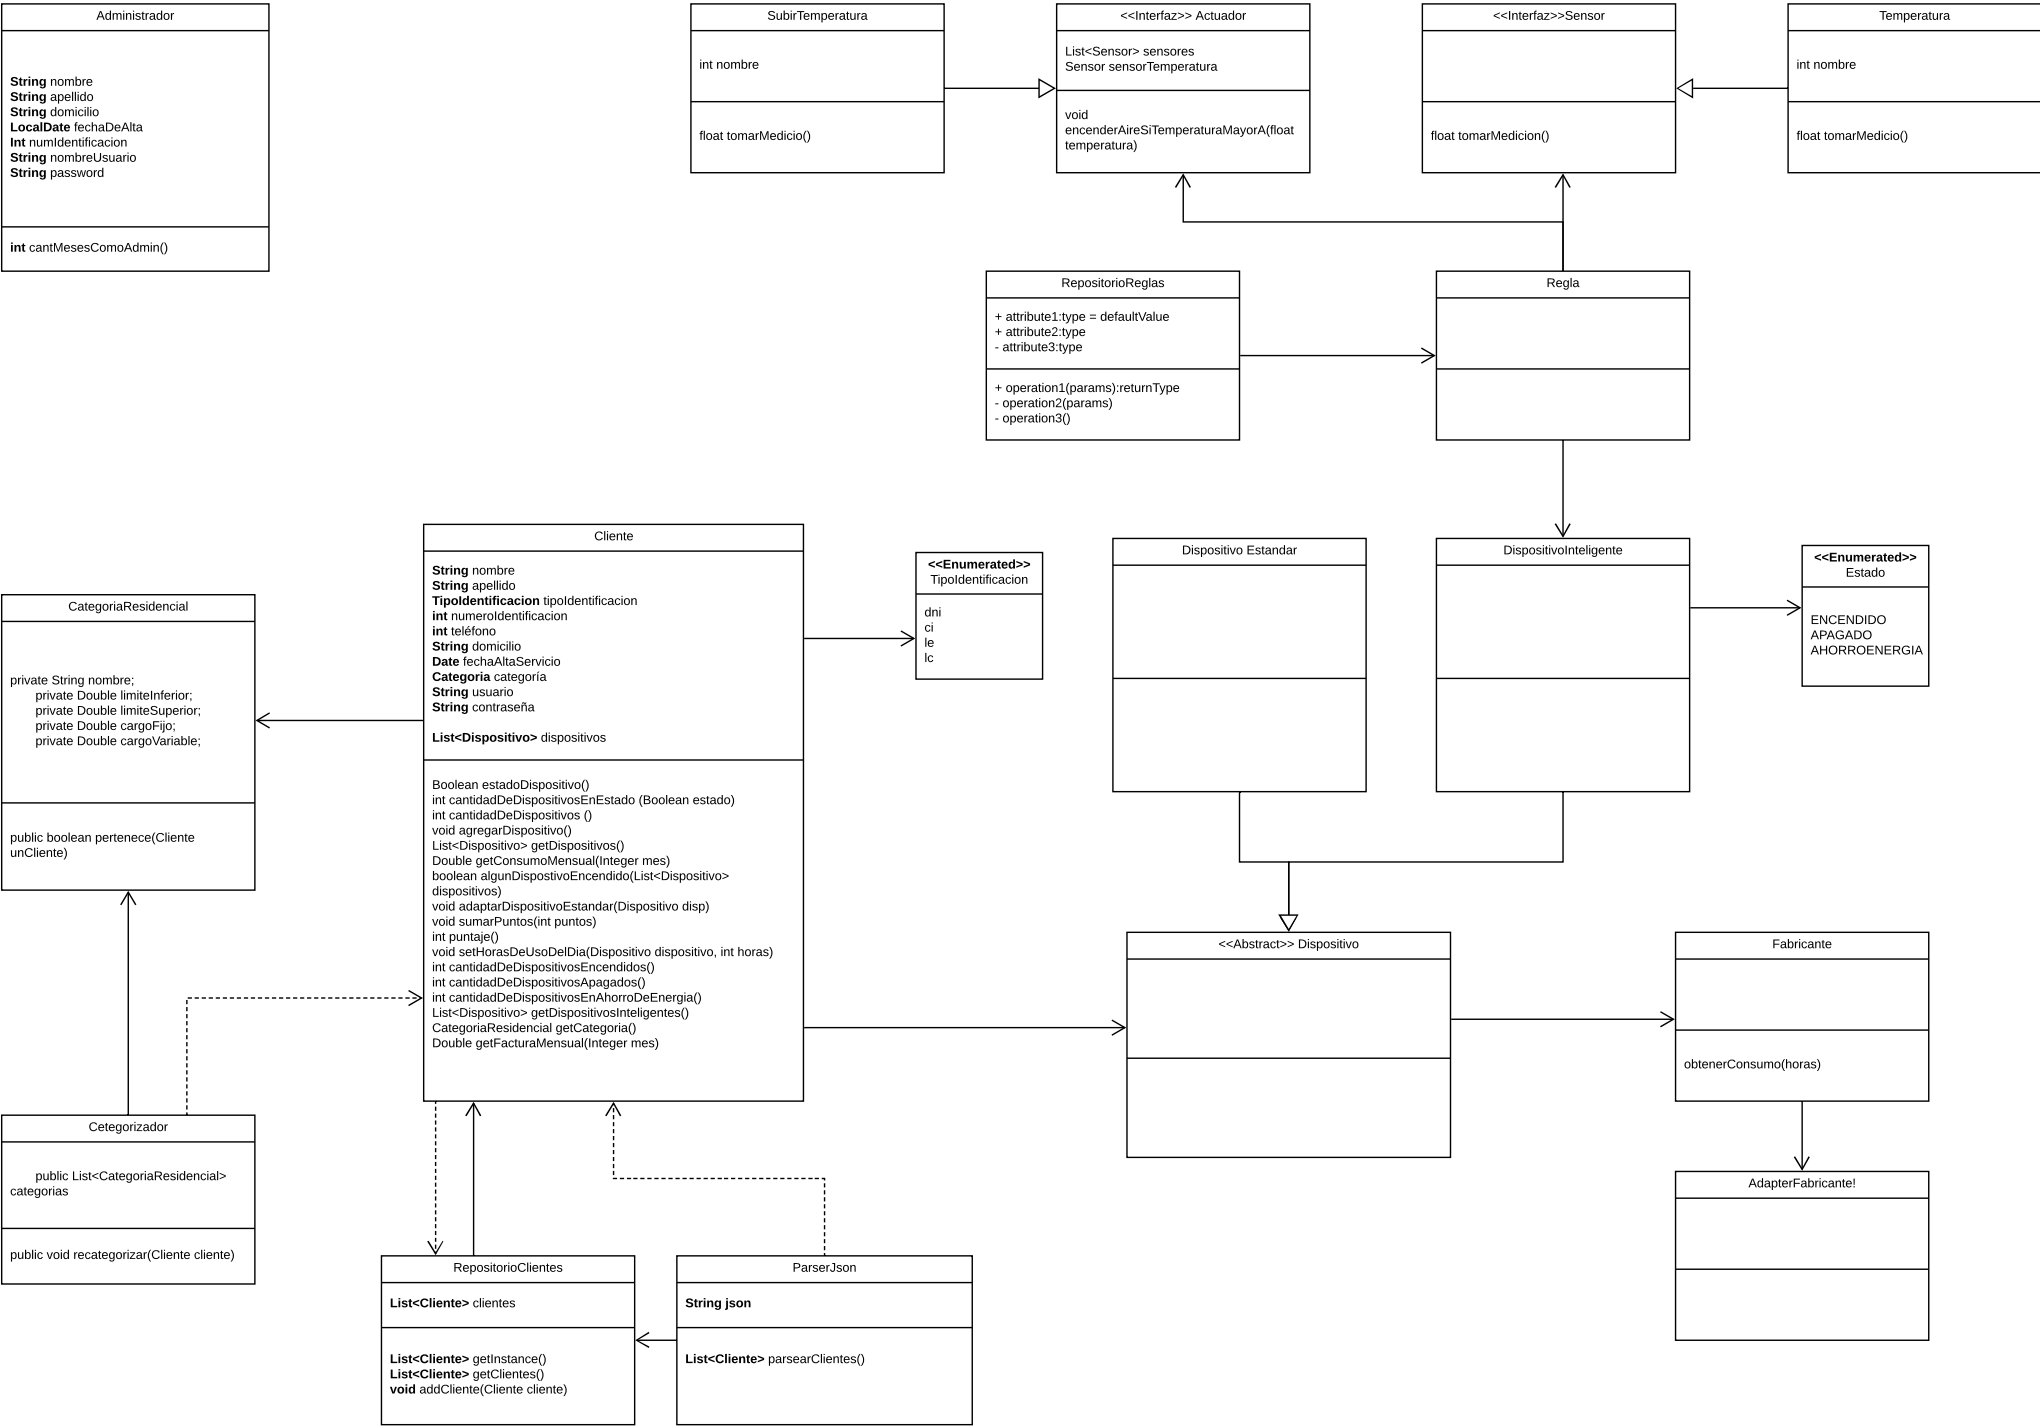 Administrador
String nombre
String apellido
String domicilio
LocalDate fechaDeAlta
Int numIdentificacion
String nombreUsuario
String password
int cantMesesComoAdmin()
SubirTemperatura
int nombre
float tomarMedicio()
<<Interfaz>> Actuador
List<Sensor> sensores
Sensor sensorTemperatura
void
encenderAireSiTemperaturaMayorA(float
temperatura)
<<Interfaz>>Sensor
float tomarMedicion()
Temperatura
int nombre
float tomarMedicio()
RepositorioReglas
+ attribute1:type = defaultValue
+ attribute2:type
- attribute3:type
+ operation1(params):returnType
- operation2(params)
- operation3()
Regla
CategoriaResidencial
private String nombre;
private Double limiteInferior;
private Double limiteSuperior;
private Double cargoFijo;
private Double cargoVariable;
public boolean pertenece(Cliente
unCliente)
Cliente
String nombre
String apellido
TipoIdentificacion tipoIdentificacion
int numeroIdentificacion
int teléfono
String domicilio
Date fechaAltaServicio
Categoria categoría
String usuario
String contraseña
List<Dispositivo> dispositivos
Boolean estadoDispositivo()
int cantidadDeDispositivosEnEstado (Boolean estado)
int cantidadDeDispositivos ()
void agregarDispositivo()
List<Dispositivo> getDispositivos()
Double getConsumoMensual(Integer mes)
boolean algunDispostivoEncendido(List<Dispositivo>
dispositivos)
void adaptarDispositivoEstandar(Dispositivo disp)
void sumarPuntos(int puntos)
int puntaje()
void setHorasDeUsoDelDia(Dispositivo dispositivo, int horas)
int cantidadDeDispositivosEncendidos()
int cantidadDeDispositivosApagados()
int cantidadDeDispositivosEnAhorroDeEnergia()
List<Dispositivo> getDispositivosInteligentes()
CategoriaResidencial getCategoria()
Double getFacturaMensual(Integer mes)
<<Enumerated>>
TipoIdentificacion
dni
ci
le
lc
Dispositivo Estandar
DispositivoInteligente
<<Enumerated>>
Estado
ENCENDIDO
APAGADO
AHORROENERGIA
<<Abstract>> Dispositivo
Fabricante
obtenerConsumo(horas)
AdapterFabricante!
Cetegorizador
public List<CategoriaResidencial>
categorias
public void recategorizar(Cliente cliente)
RepositorioClientes
List<Cliente> clientes
List<Cliente> getInstance()
List<Cliente> getClientes()
void addCliente(Cliente cliente)
ParserJson
String json
List<Cliente> parsearClientes()